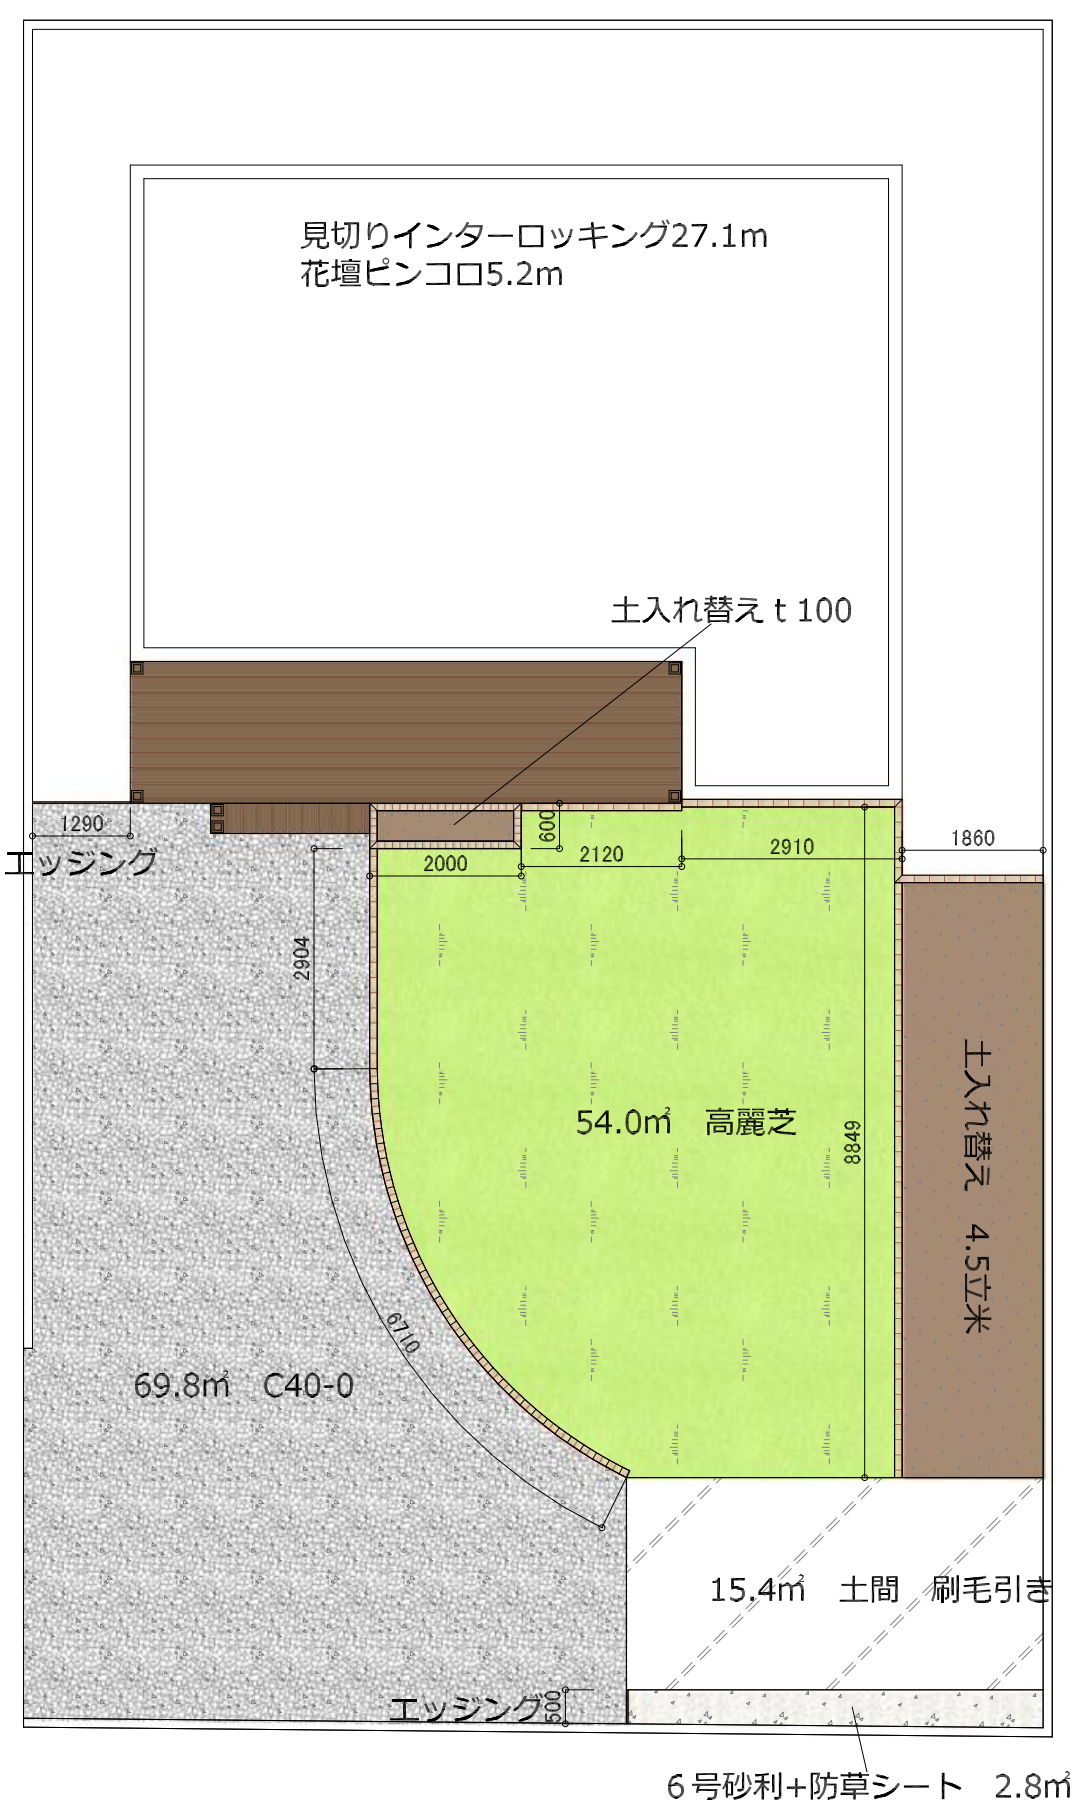 見切りインターロッキング27.1m
花壇ピンコロ5.2m
土入れ替えｔ100
1290
エッジング
600
2000
2120
2910
1860
2904
土入れ替え　4.5立米
54.0㎡　高麗芝
8849
6710
69.8㎡　C40-0
15.4㎡　土間　刷毛引き
エッジング
500
６号砂利+防草シート　2.8㎡